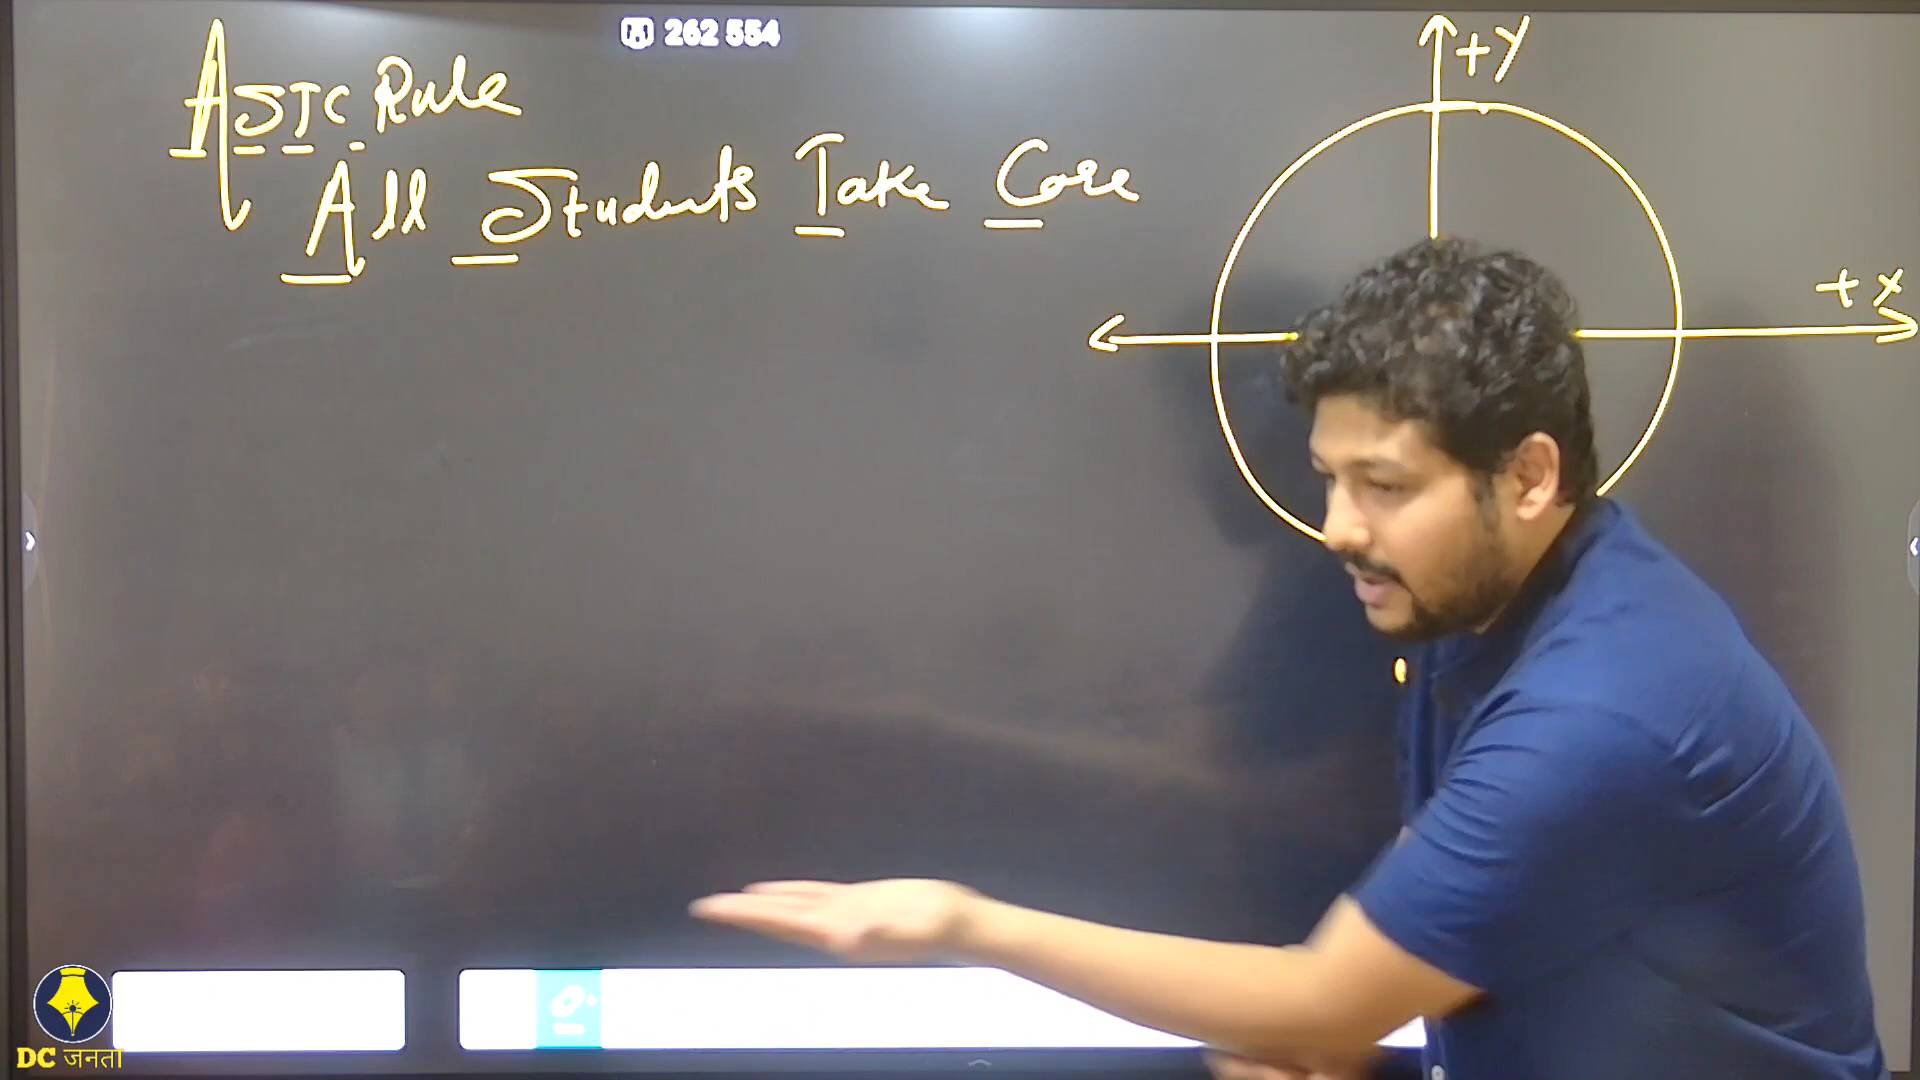 262 554
ASTC Rule
All Students Take Care
+y
+x
DC जनता